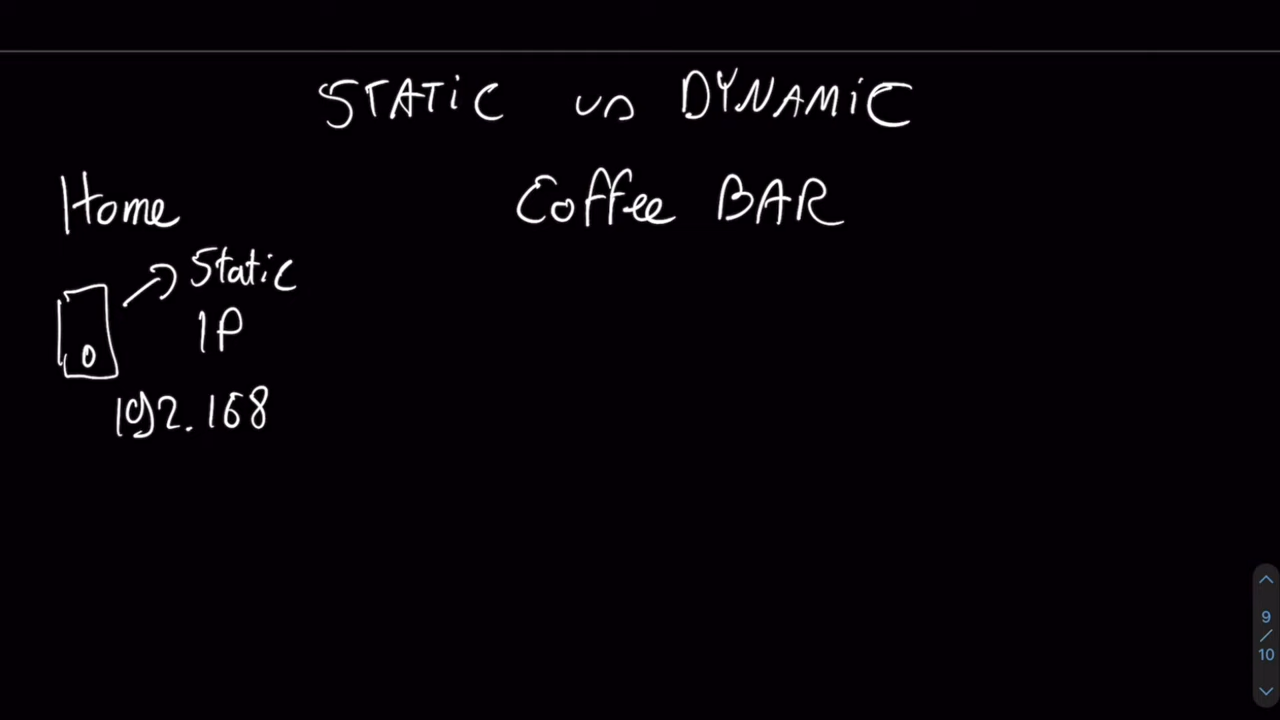 STATIC vs DYNAMIC
Home
Coffee BAR
Static
IP
192.168
9
/
10